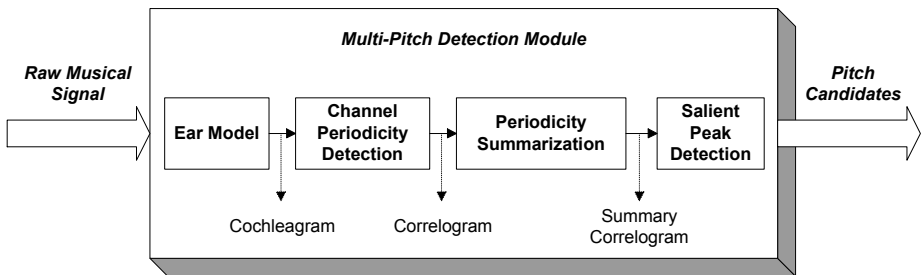 Multi-Pitch Detection Module
Raw Musical
Signal
Pitch
Candidates
Ear Model
Channel
Periodicity
Detection
Periodicity
Summarization
Salient
Peak
Detection
Cochleagram
Correlogram
Summary
Correlogram